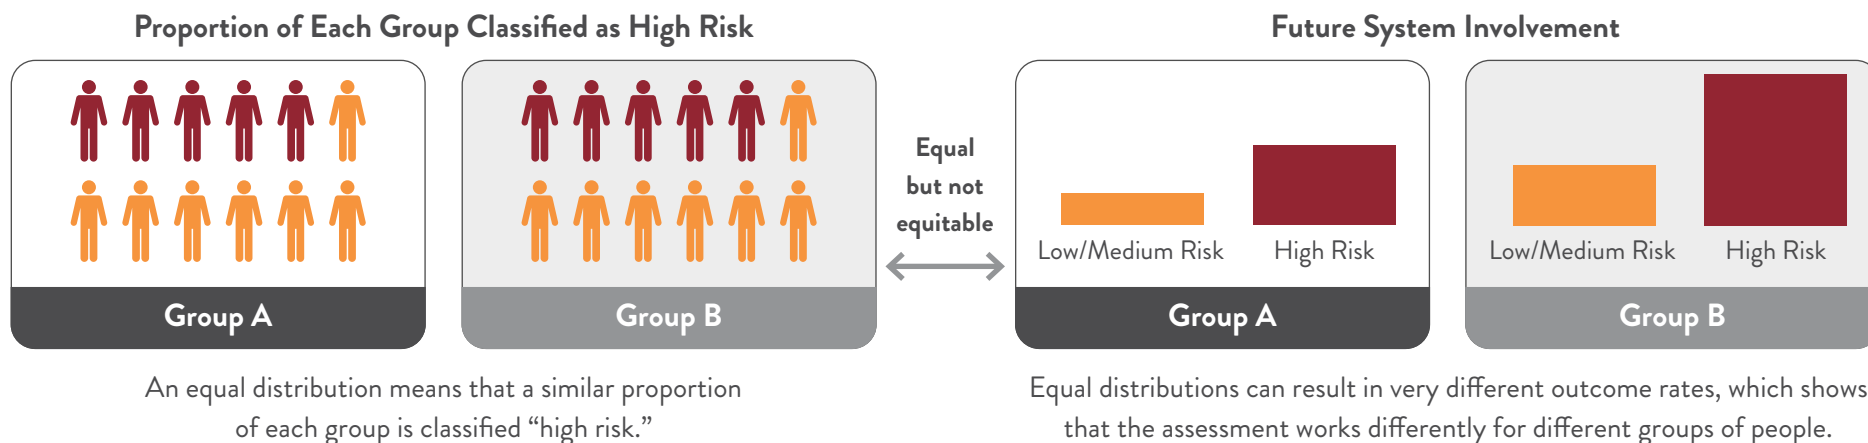 Proportion of Each Group Classified as High Risk
Group A
Group B
An equal distribution means that a similar proportion
of each group is classified “high risk.”
Equal
but not
equitable
Future System Involvement
Low/Medium Risk
High Risk
Group A
Low/Medium Risk
High Risk
Group B
Equal distributions can result in very different outcome rates, which shows
that the assessment works differently for different groups of people.